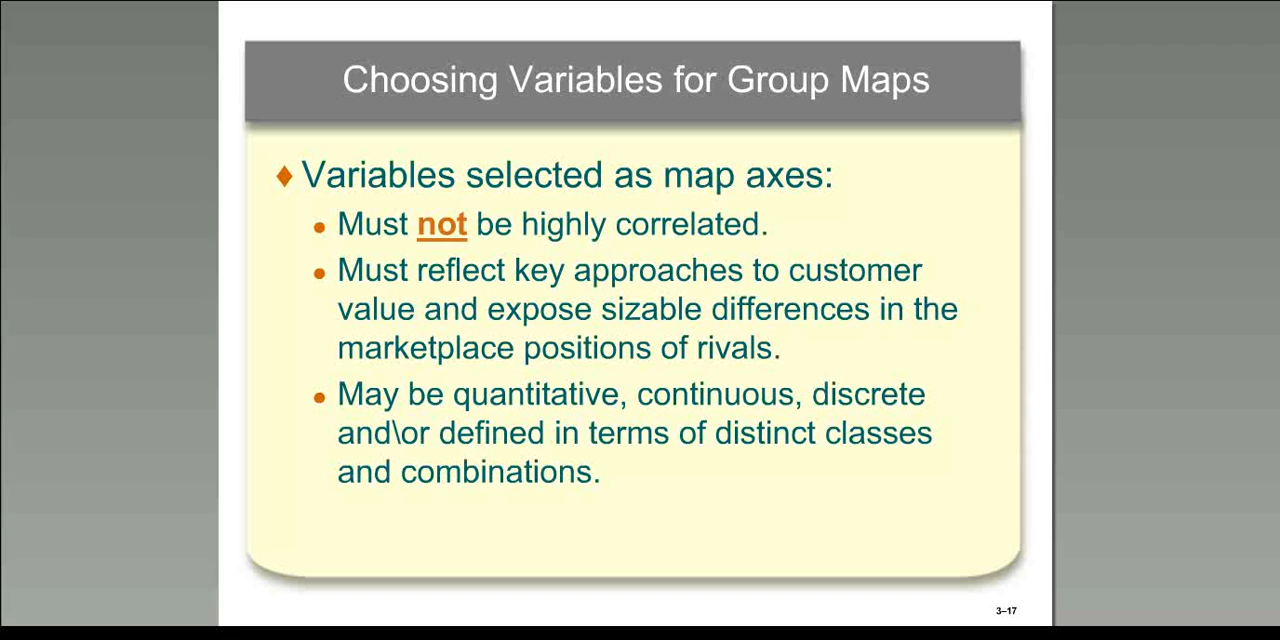 Choosing Variables for Group Maps
Variables selected as map axes:
Must not be highly correlated.
Must reflect key approaches to customer
value and expose sizable differences in the
marketplace positions of rivals.
May be quantitative, continuous, discrete
and\or defined in terms of distinct classes
and combinations.
3–17